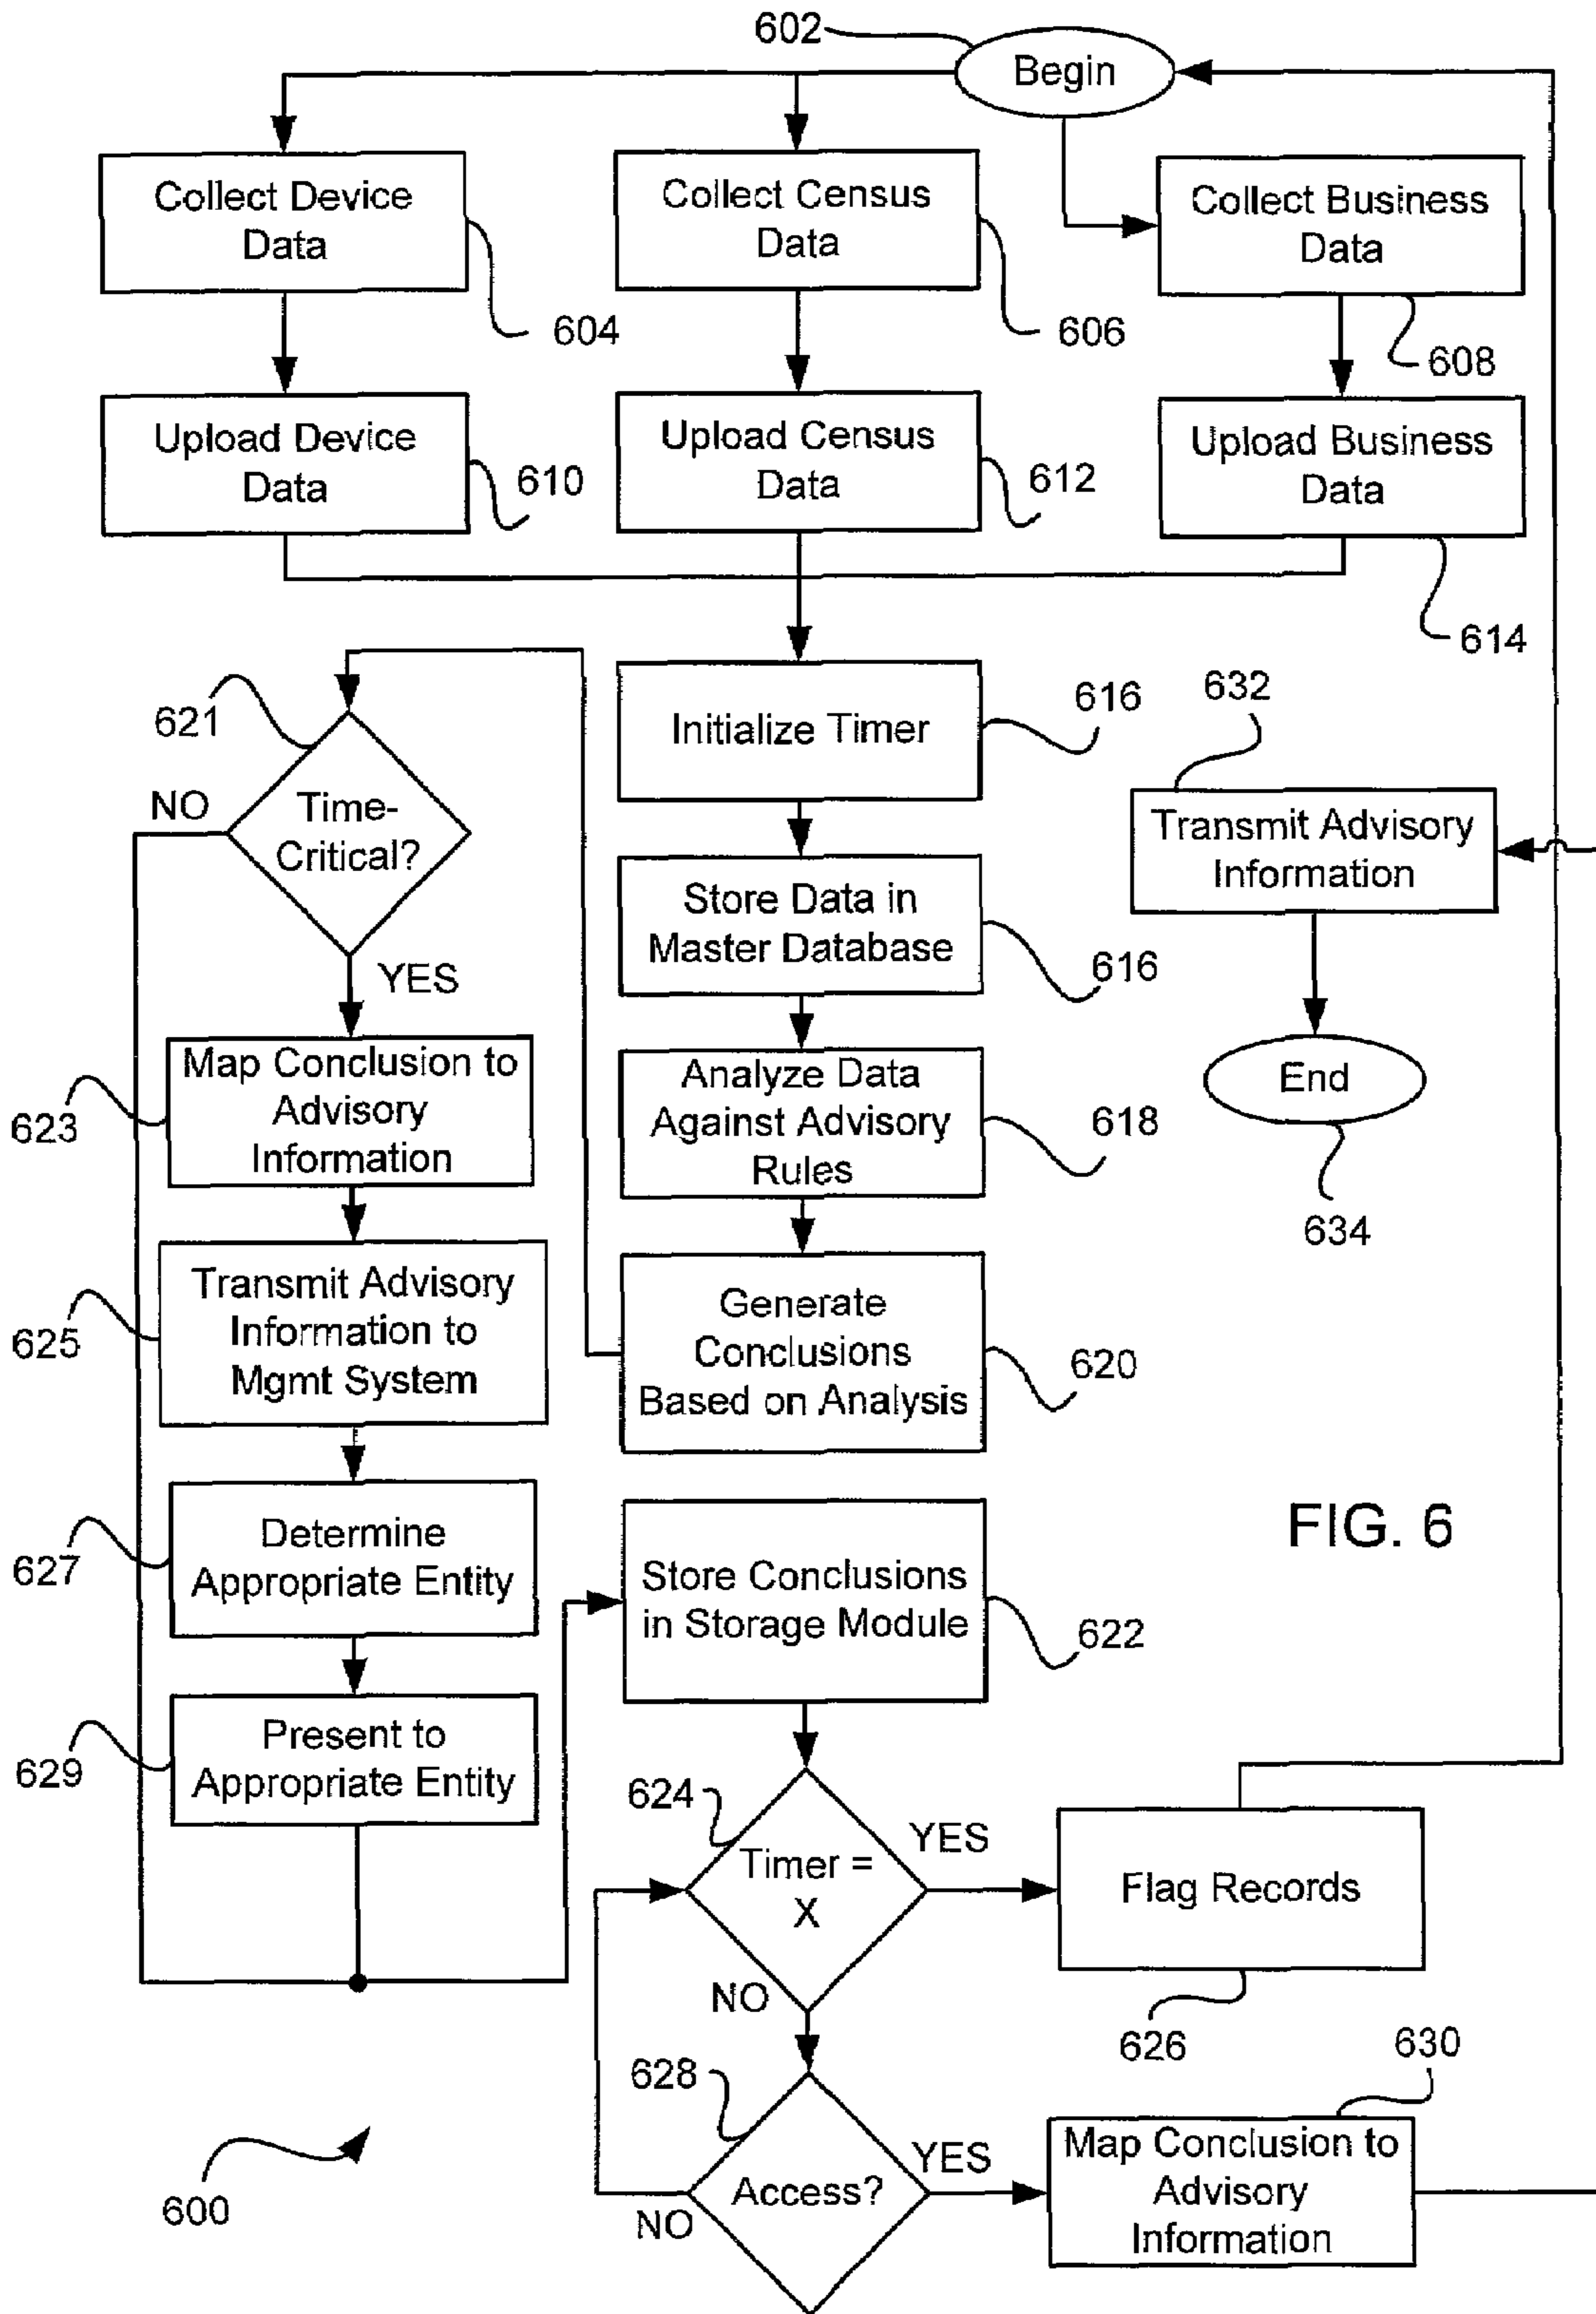 602
Begin
Collect Device
Data
604
Collect Census
Data
606
Collect Business
Data
608
Upload Device
Data
610
Upload Census
Data
612
Upload Business
Data
614
Initialize Timer
616
Store Data in
Master Database
616
Analyze Data
Against Advisory
Rules
618
Generate
Conclusions
Based on Analysis
620
621
Time-
Critical?
NO
YES
Map Conclusion to
Advisory
Information
623
Transmit Advisory
Information to
Mgmt System
625
Determine
Appropriate Entity
627
Present to
Appropriate Entity
629
Store Conclusions
in Storage Module
622
624
Timer =
X
YES
NO
Flag Records
626
628
Access?
YES
NO
630
Map Conclusion to
Advisory
Information
632
Transmit Advisory
Information
End
634
FIG. 6
600